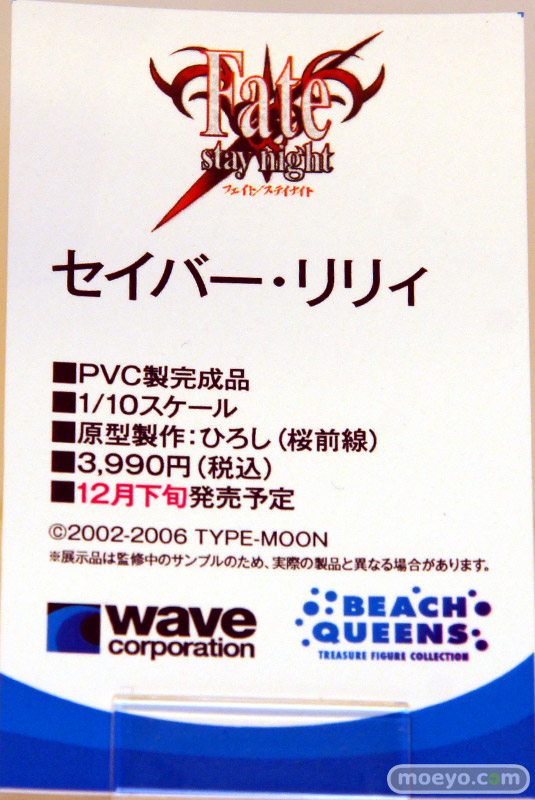 Fate
stay night
フェイト/ステイナイト
セイバー・リリィ
■PVC製完成品
■1/10スケール
■原型製作:ひろし(桜前線)
■3,990円(税込)
■12月下旬発売予定
©2002-2006 TYPE-MOON
※展示品は監修中のサンプルのため、実際の製品と異なる場合があります。
wave
corporation
BEACH
QUEENS
TREASURE FIGURE COLLECTION
moeyo.com